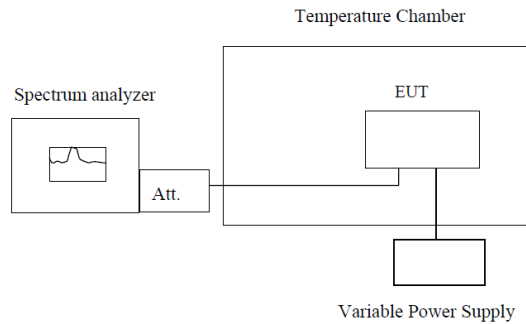 Temperature Chamber
Spectrum analyzer
EUT
Att.
Variable Power Supply